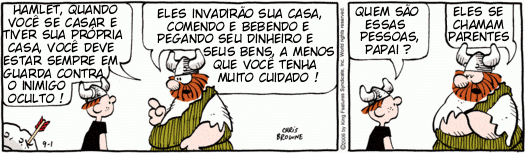 HAMLET, QUANDO
VOCÊ SE CASAR E
TIVER SUA PRÓPRIA
CASA, VOCÊ DEVE
ESTAR SEMPRE EM
GUARDA CONTRA
O INIMIGO
OCULTO !
9-1
ELES INVADIRÃO SUA CASA,
COMENDO E BEBENDO E
PEGANDO SEU DINHEIRO E
SEUS BENS, A MENOS
QUE VOCÊ TENHA
MUITO CUIDADO !
CHRIS
BROWNE
©2006 by King Features Syndicate, Inc. World rights reserved.
QUEM SÃO
ESSAS
PESSOAS,
PAPAI ?
ELES SE
CHAMAM
PARENTES